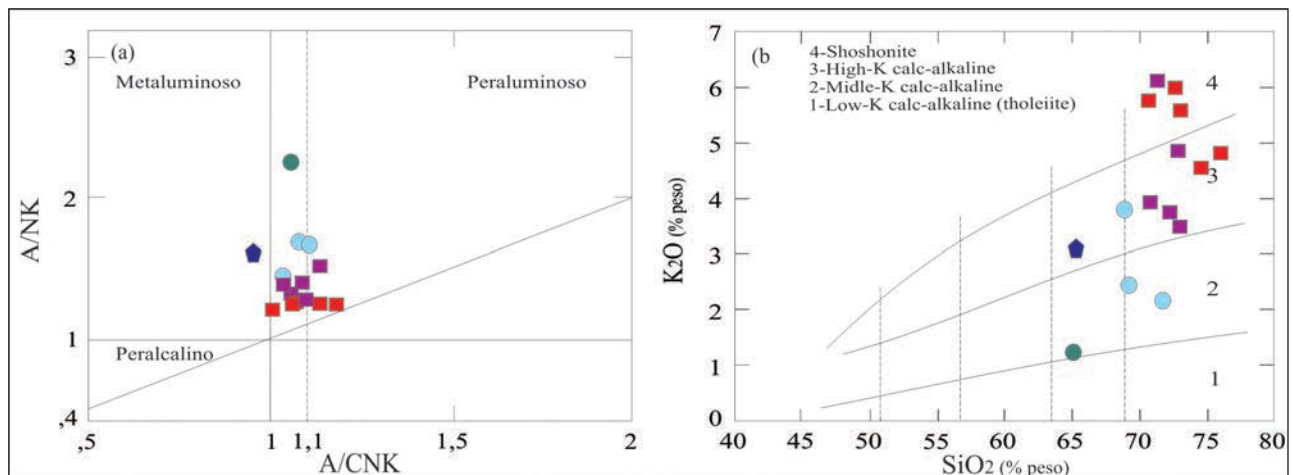 (a)
Metaluminoso
Peraluminoso
Peralcalino
A/NK
3
2
1
,4
,5
1
1,1
1,5
2
A/CNK
(b)
4-Shoshonite
3-High-K calc-alkaline
2-Midle-K calc-alkaline
1-Low-K calc-alkaline (tholeiite)
4
3
2
1
K2O (% peso)
7
6
5
4
3
2
1
0
40
45
50
55
60
65
70
75
80
SiO2 (% peso)